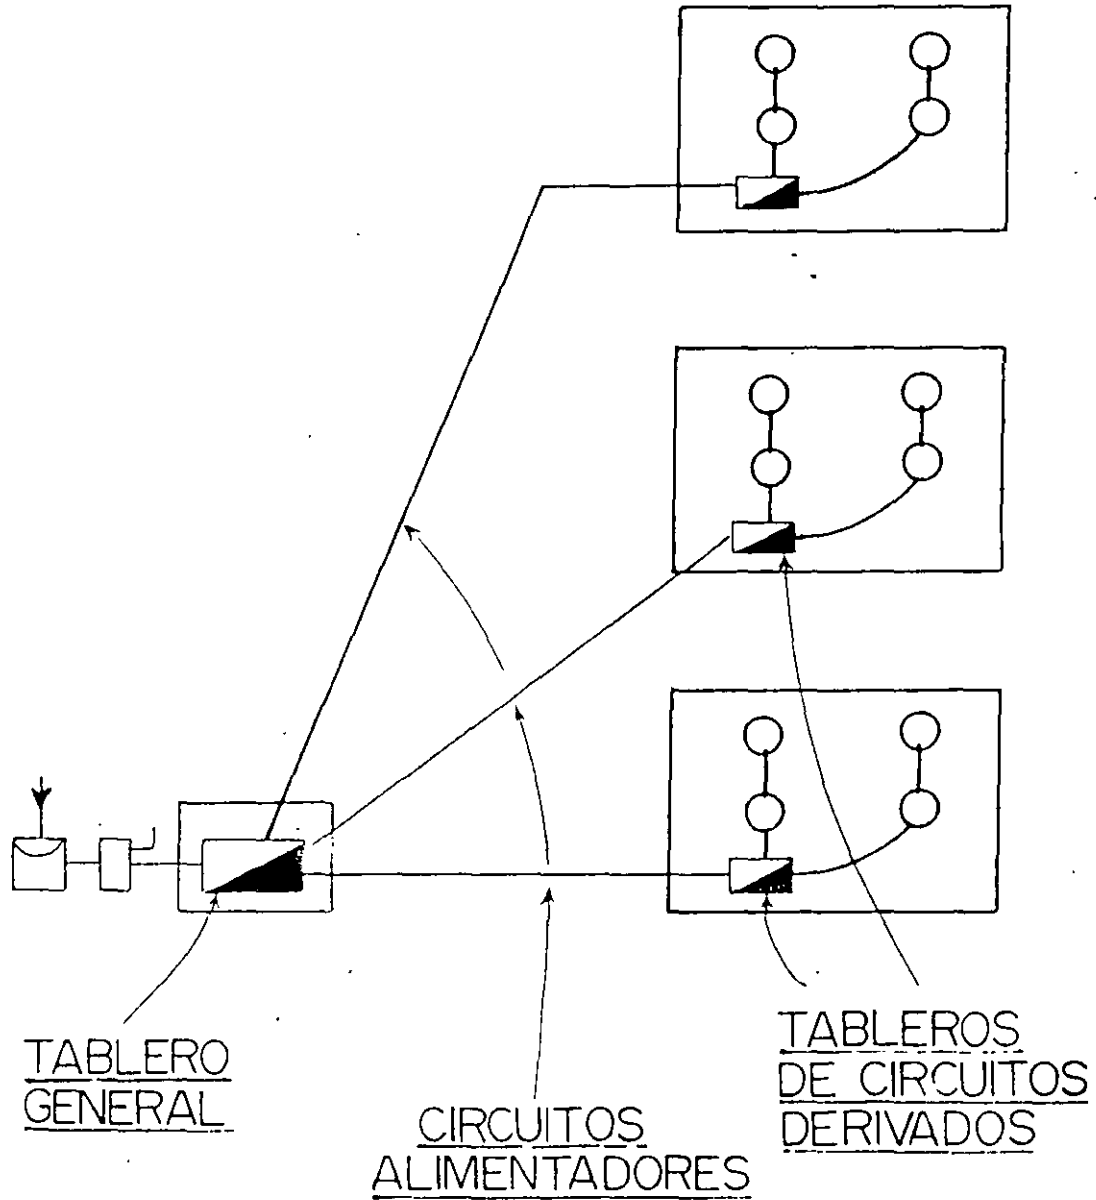 TABLERO
GENERAL
CIRCUITOS
ALIMENTADORES
TABLEROS
DE CIRCUITOS
DERIVADOS